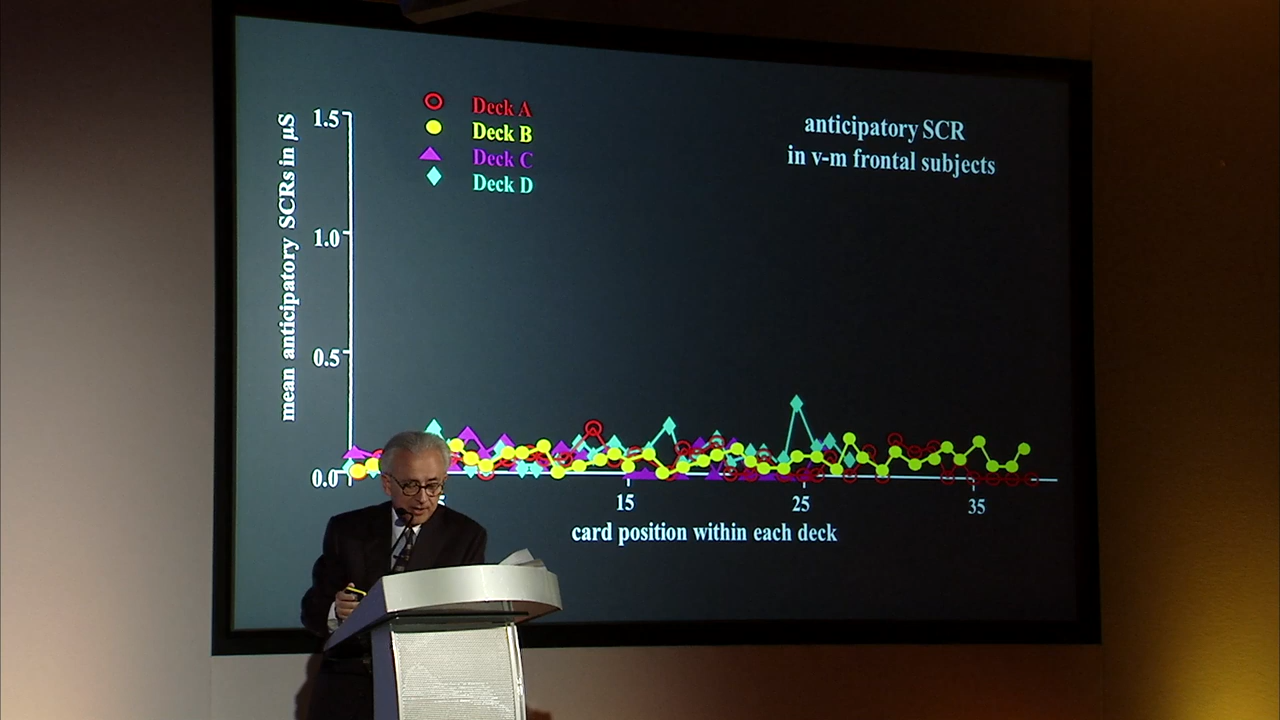 Deck A
Deck B
Deck C
Deck D
anticipatory SCR
in v-m frontal subjects
mean anticipatory SCRs in µS
1.5
1.0
0.5
0.0
5
15
25
35
card position within each deck